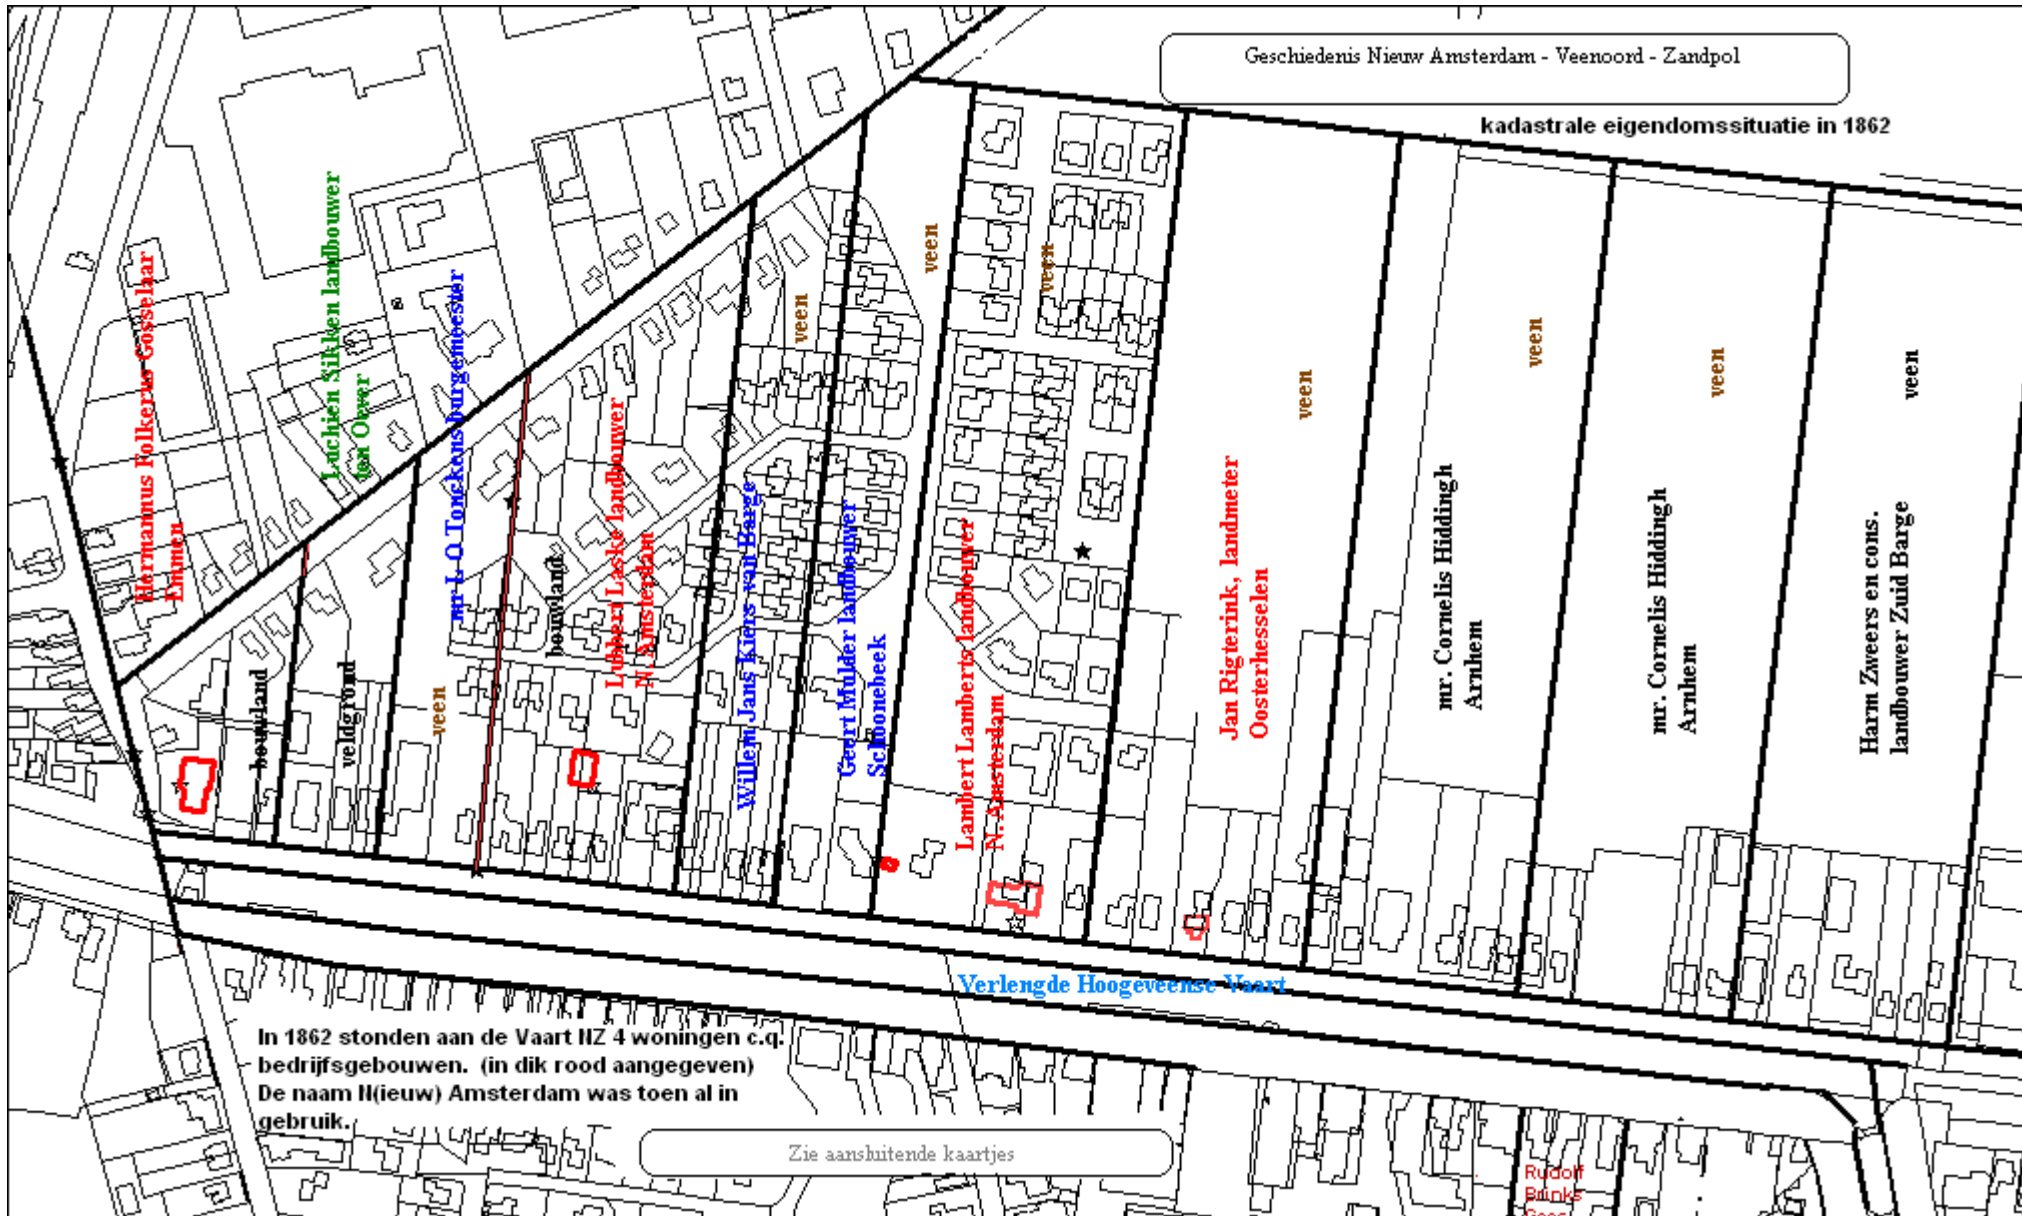 Geschiedenis Nieuw Amsterdam - Veenoord - Zandpol
kadastrale eigendomssituatie in 1862
Hermannus Folkerus Gosselaar
Emmen
Luchien Sikken landbouwer
ten Oever
mr L O Tonckens burgemeester
Lubbert Laske landbouwer
N. Amsterdam
Willem Jans Kiers van Barge
Geert Mulder landbouwer
Schoonebeek
Lambert Lamberts landbouwer
N. Amsterdam
Jan Rigterink, landmeter
Oosterhesselen
mr. Cornelis Hiddingh
Arnhem
mr. Cornelis Hiddingh
Arnhem
Harm Zweers en cons.
landbouwer Zuid Barge
bouwland
veldgrond
veen
bouwland
veen
veen
veen
veen
veen
veen
veen
Verlengde Hoogeveense Vaart
In 1862 stonden aan de Vaart NZ 4 woningen c.q.
bedrijfsgebouwen. (in dik rood aangegeven)
De naam N(ieuw) Amsterdam was toen al in
gebruik.
Zie aansluitende kaartjes
Rudolf
Brinks